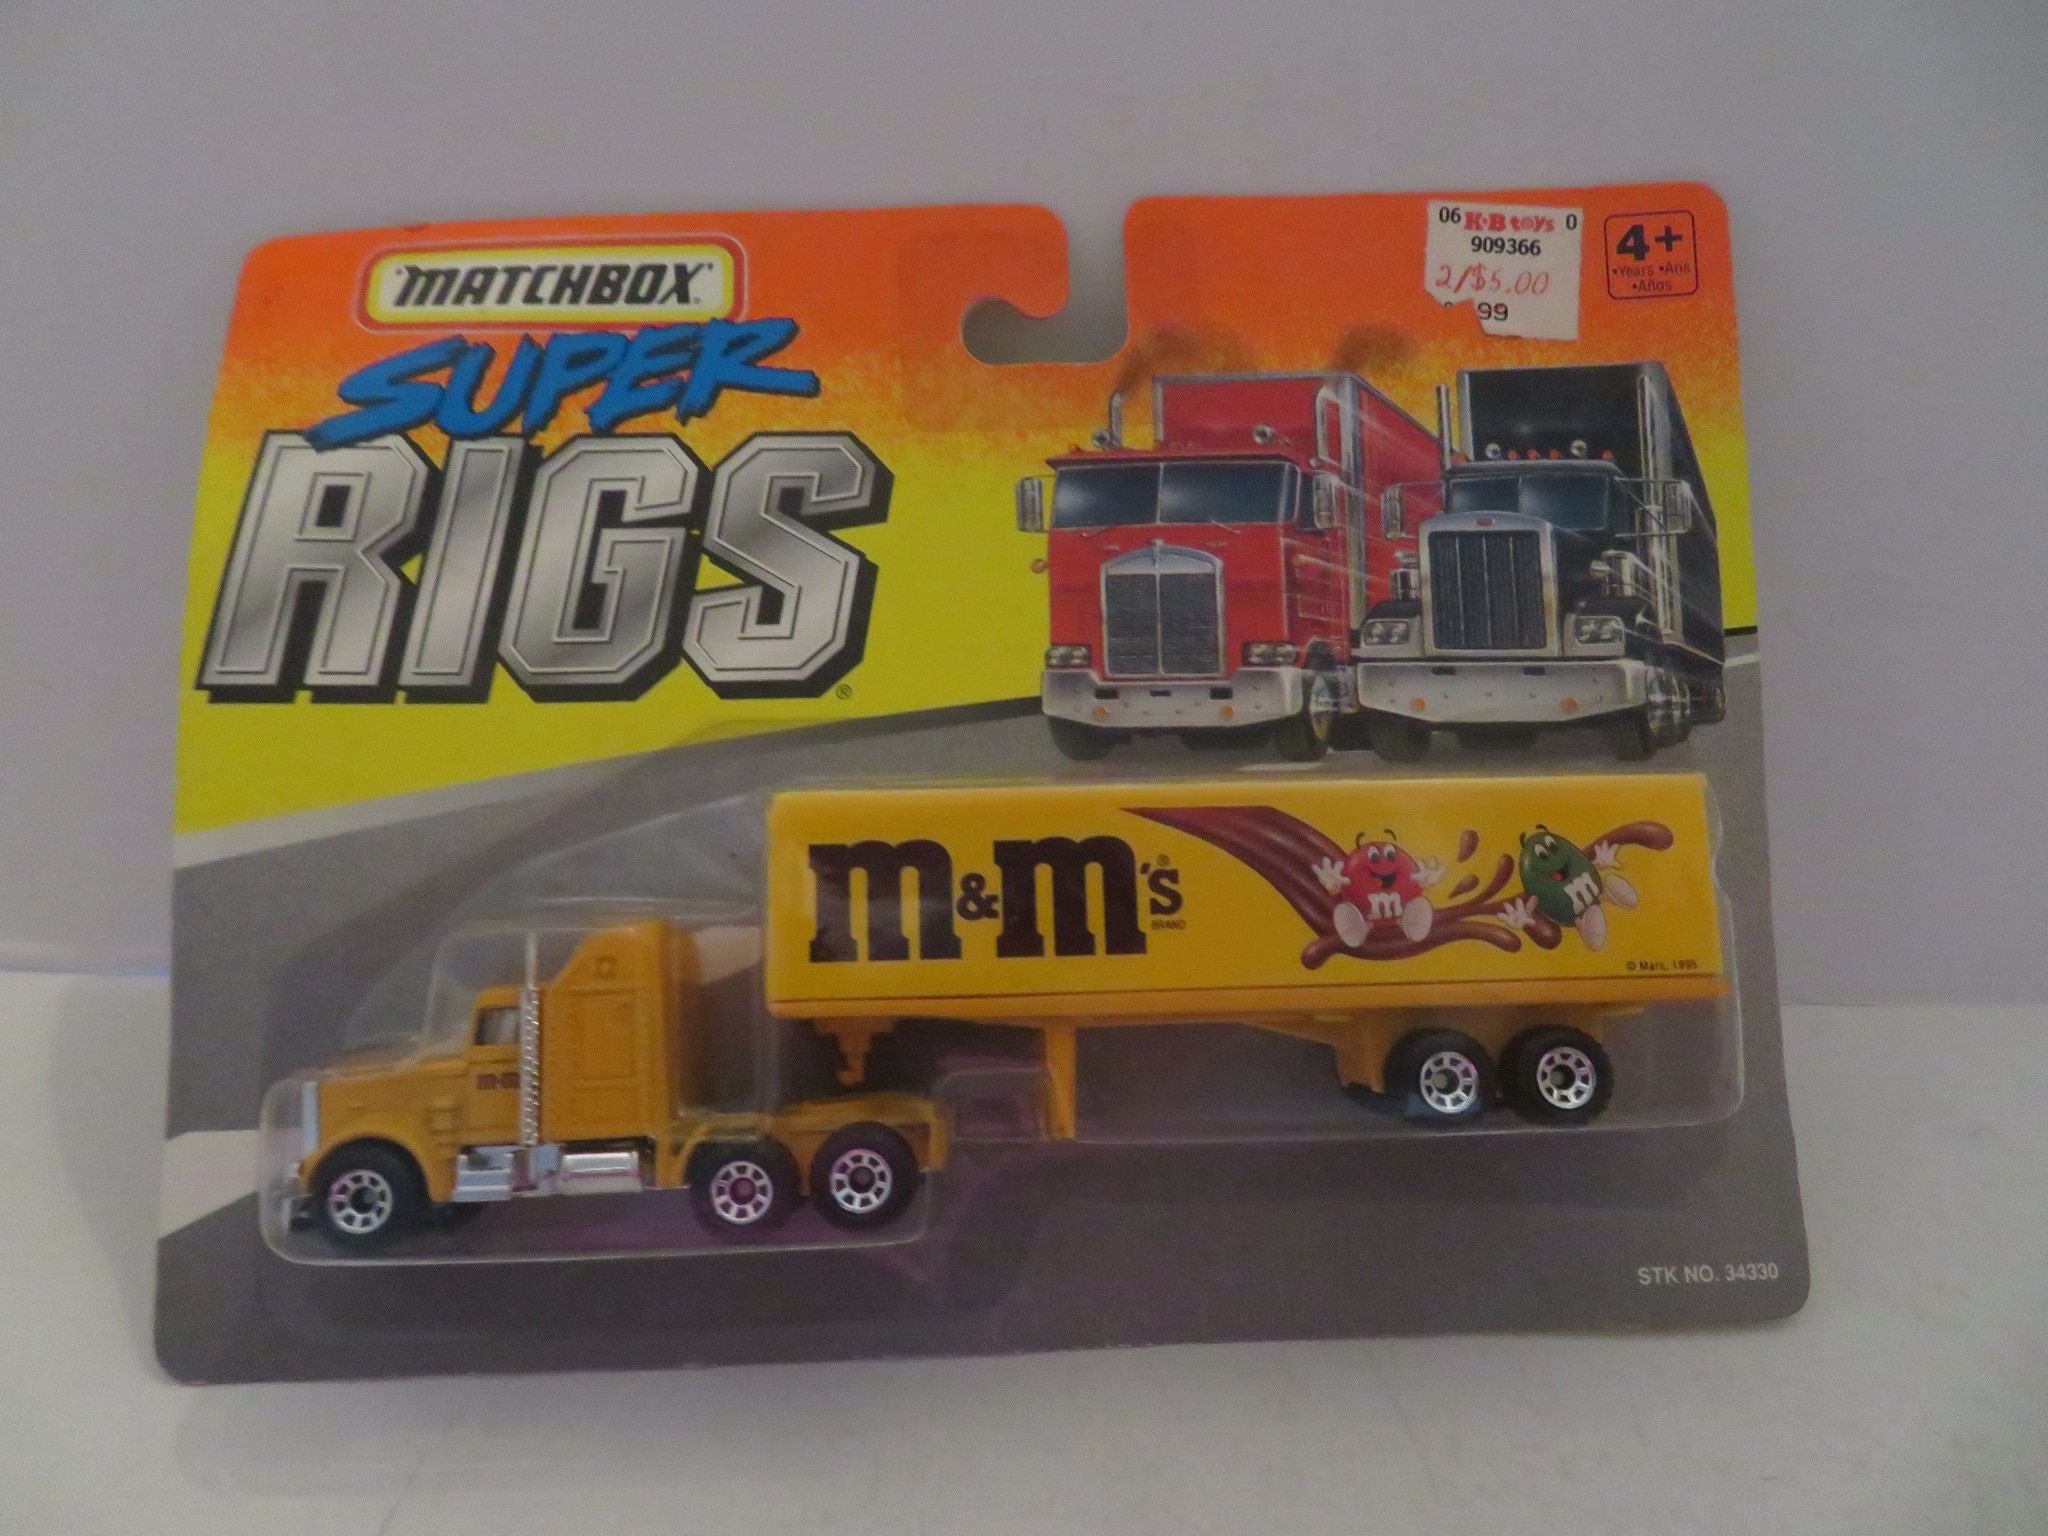 MATCHBOX
SUPER
RIGS®
06 K·B toys 0
909366
2/$5.00
99
4+
•Years •Ans
•Años
m&m's®
BRAND
m
m
© Mars, 1995
m&m
STK NO. 34330